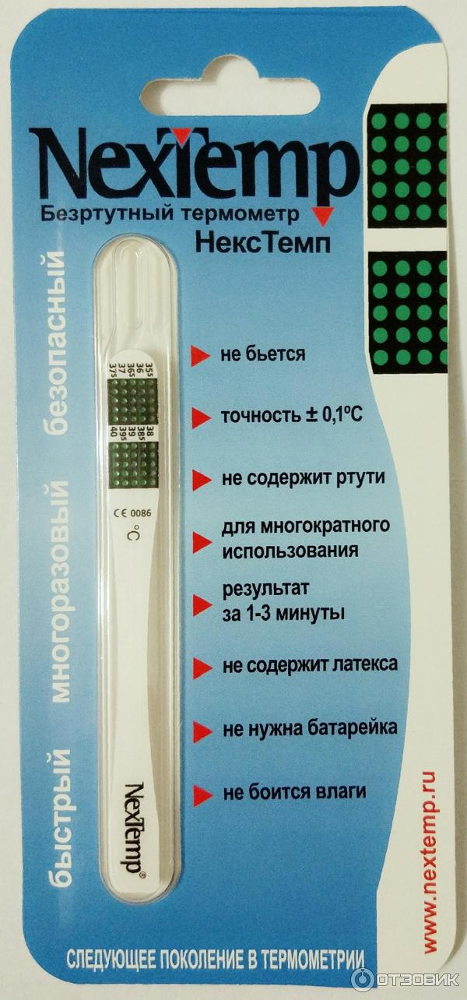 NexTemp
Безртутный термометр
НексТемп
быстрый многоразовый безопасный
не бьется
точность ± 0,1ºC
не содержит ртути
для многократного
использования
результат
за 1-3 минуты
не содержит латекса
не нужна батарейка
не боится влаги
355
36
365
37
375
38
385
39
395
40
CE 0086
°C
NexTemp®
www.nextemp.ru
СЛЕДУЮЩЕЕ ПОКОЛЕНИЕ В ТЕРМОМЕТРИИ
ОТЗОВИК